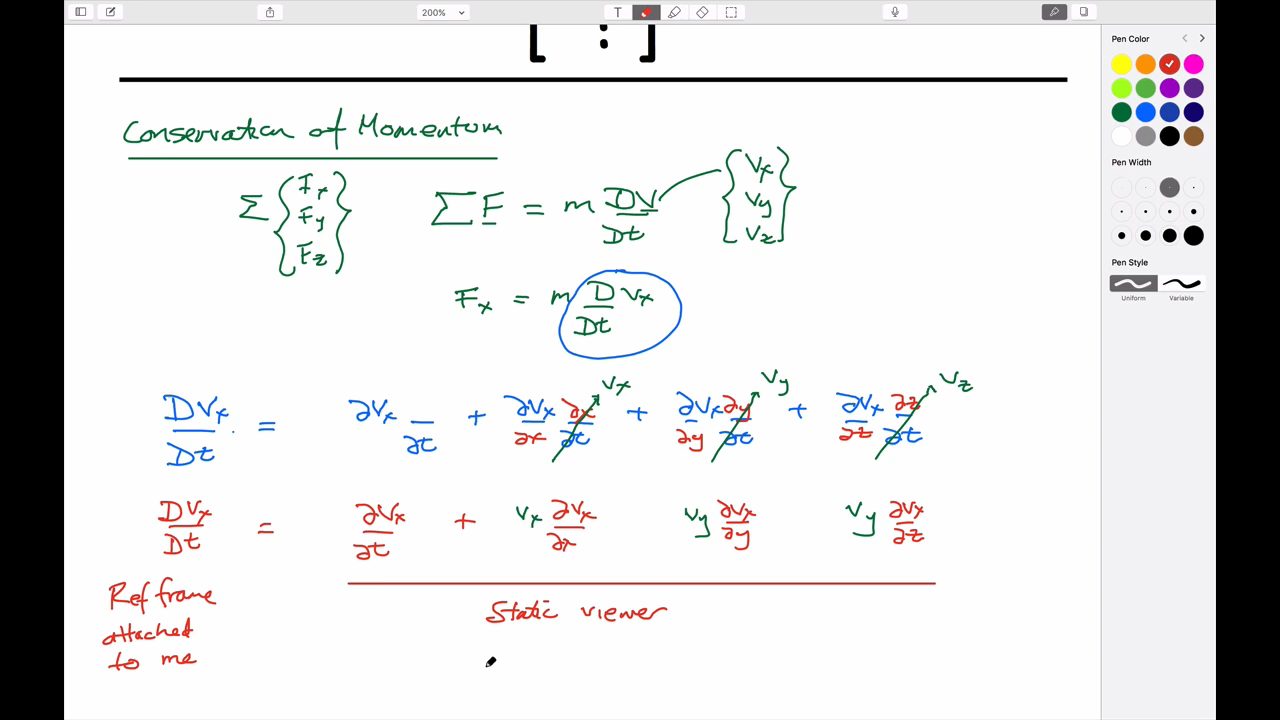 200%
T
Pen Color
[ : ]
Conservation of Momentum
Σ { Fx Fy Fz }
Σ F = m DV/Dt
{ Vx Vy Vz }
Pen Width
Fx = m D/Dt Vx
Pen Style
Uniform
Variable
DVx/Dt = ∂Vx /∂t + ∂Vx/∂x ∂x/∂t Vx + ∂Vx/∂y ∂y/∂t Vy + ∂Vx/∂z ∂z/∂t Vz
DVx/Dt = ∂Vx/∂t + Vx ∂Vx/∂x Vy ∂Vx/∂y Vy ∂Vx/∂z
Ref frame
attached
to me
Static viewer